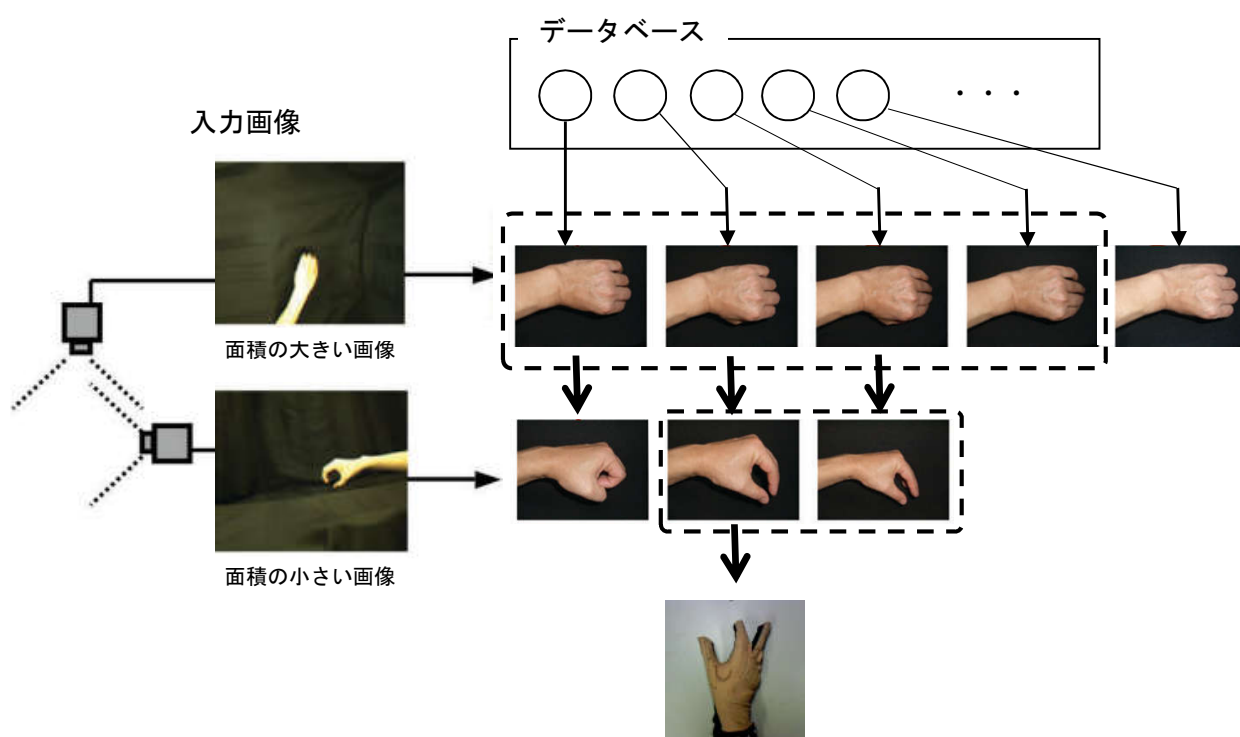 データベース
・・・
入力画像
面積の大きい画像
面積の小さい画像